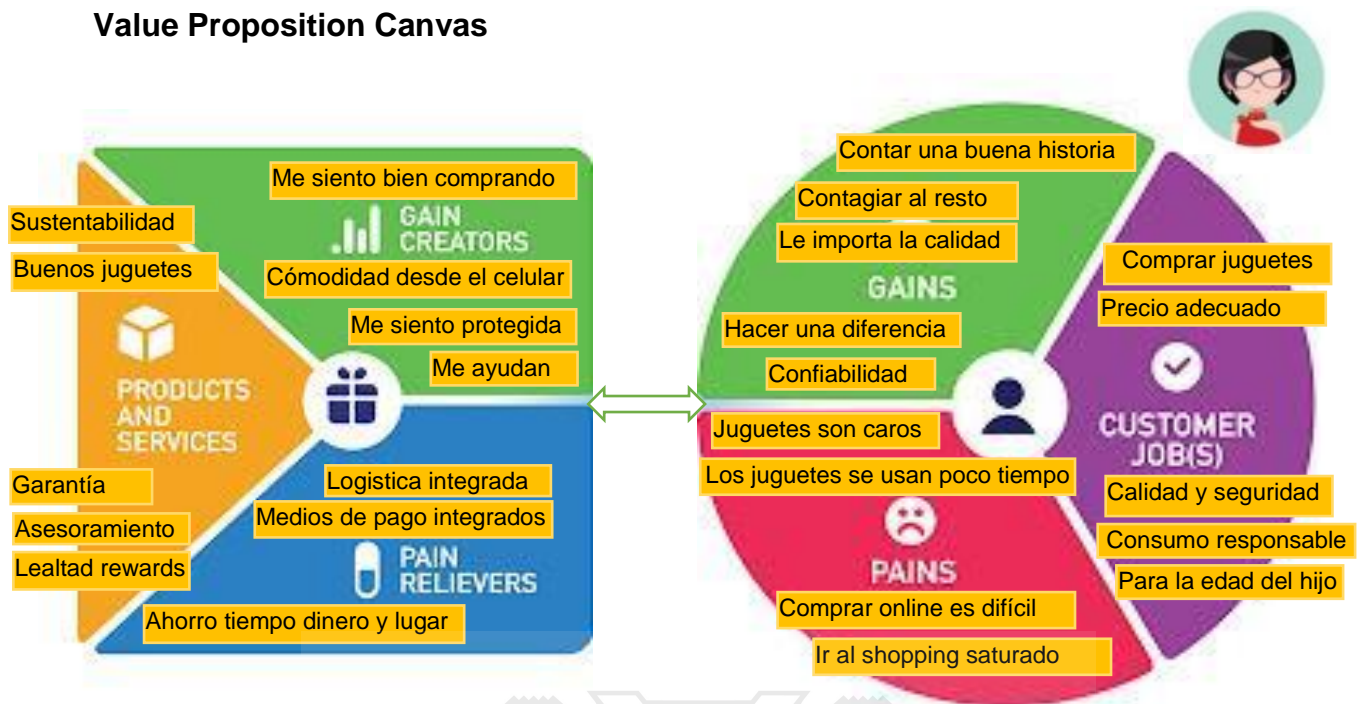 Value Proposition Canvas
Me siento bien comprando
Sustentabilidad
GAIN
CREATORS
Buenos juguetes
Cómodidad desde el celular
Me siento protegida
Me ayudan
PRODUCTS
AND
SERVICES
Garantía
Logistica integrada
Medios de pago integrados
Asesoramiento
PAIN
RELIEVERS
Lealtad rewards
Ahorro tiempo dinero y lugar
Contar una buena historia
Contagiar al resto
Le importa la calidad
GAINS
Hacer una diferencia
Confiabilidad
Comprar juguetes
Precio adecuado
CUSTOMER
JOB(S)
Calidad y seguridad
Consumo responsable
Para la edad del hijo
Juguetes son caros
Los juguetes se usan poco tiempo
PAINS
Comprar online es difícil
Ir al shopping saturado